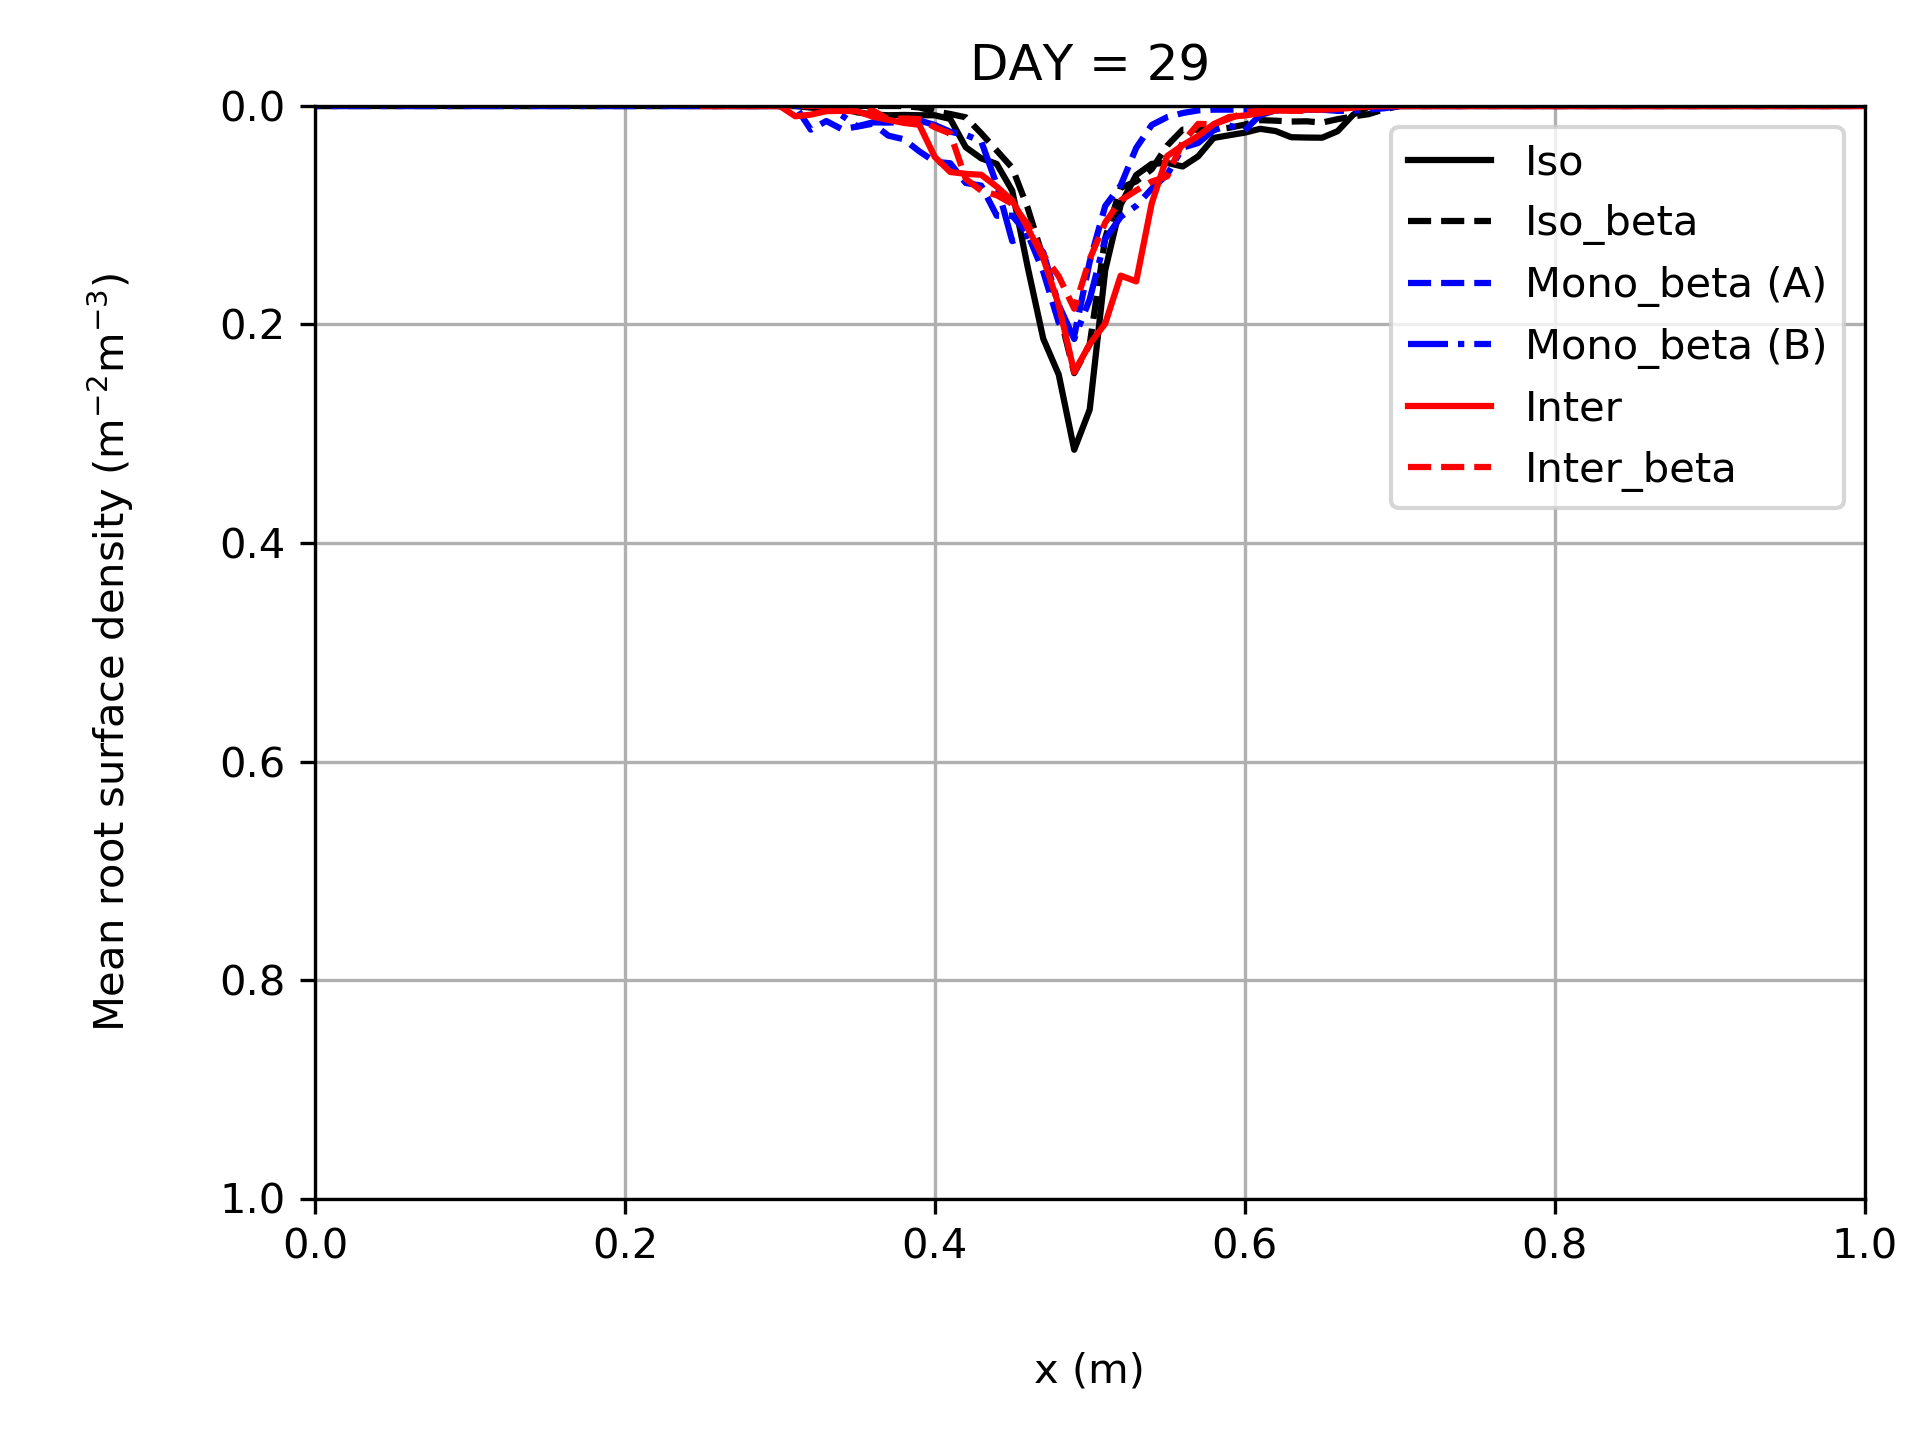 DAY = 29
0.0
0.2
0.4
0.6
0.8
1.0
Mean root surface density (m⁻²m⁻³)
Iso
Iso_beta
Mono_beta (A)
Mono_beta (B)
Inter
Inter_beta
0.0 0.2 0.4 0.6 0.8 1.0
x (m)